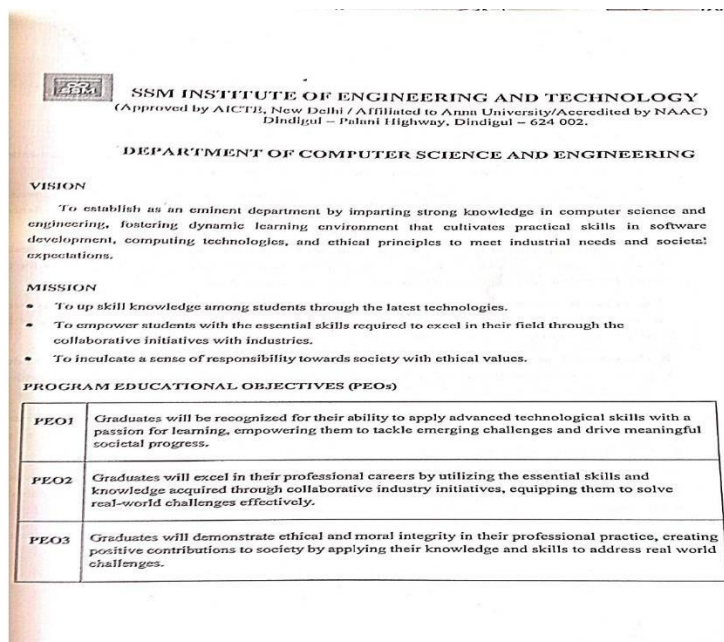 SSM
SSM INSTITUTE OF ENGINEERING AND TECHNOLOGY
(Approved by AICTE, New Delhi / Affiliated to Anna University/Accredited by NAAC)
Dindigul – Palani Highway, Dindigul – 624 002.
DEPARTMENT OF COMPUTER SCIENCE AND ENGINEERING
VISION
To establish as an eminent department by imparting strong knowledge in computer science and
engineering, fostering dynamic learning environment that cultivates practical skills in software
development, computing technologies, and ethical principles to meet industrial needs and societal
expectations.
MISSION
• To up skill knowledge among students through the latest technologies.
• To empower students with the essential skills required to excel in their field through the
collaborative initiatives with industries.
• To inculcate a sense of responsibility towards society with ethical values.
PROGRAM EDUCATIONAL OBJECTIVES (PEOs)
PEO1 Graduates will be recognized for their ability to apply advanced technological skills with a
passion for learning, empowering them to tackle emerging challenges and drive meaningful
societal progress.
PEO2 Graduates will excel in their professional careers by utilizing the essential skills and
knowledge acquired through collaborative industry initiatives, equipping them to solve
real-world challenges effectively.
PEO3 Graduates will demonstrate ethical and moral integrity in their professional practice, creating
positive contributions to society by applying their knowledge and skills to address real world
challenges.